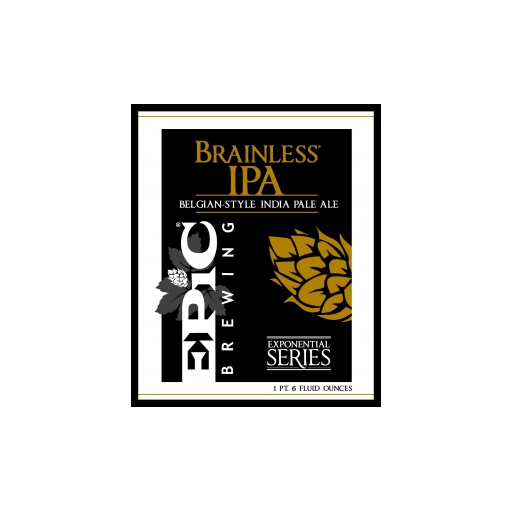 BRAINLESS®
IPA
BELGIAN-STYLE INDIA PALE ALE
EPIC®
BREWING
EXPONENTIAL
SERIES
1 PT. 6 FLUID OUNCES